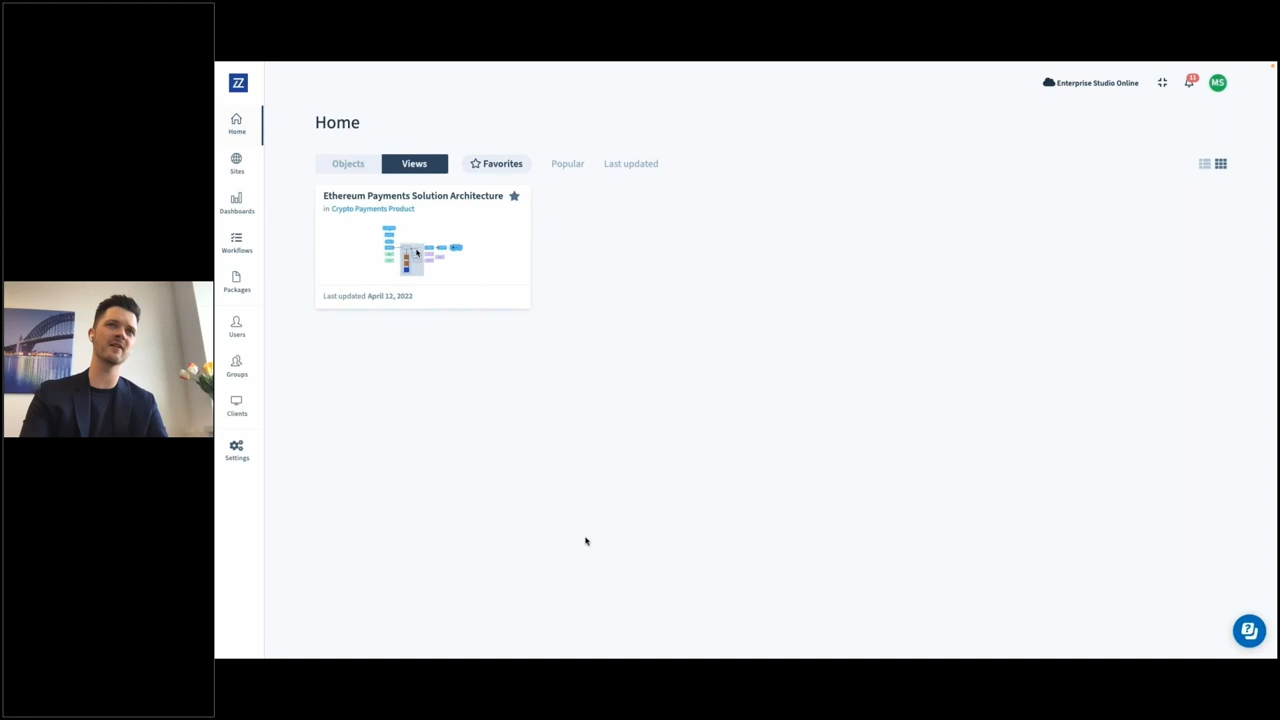 ZZ
Enterprise Studio Online
11
MS
Home
Sites
Dashboards
Workflows
Packages
Users
Groups
Clients
Settings
Home
Objects
Views
Favorites
Popular
Last updated
Ethereum Payments Solution Architecture
in Crypto Payments Product
Last updated April 12, 2022
?